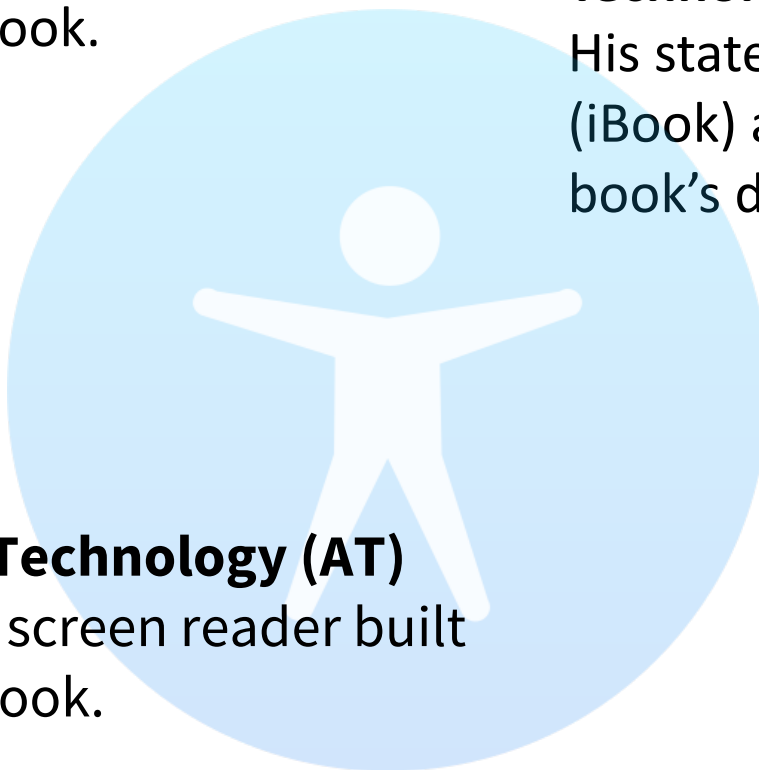 ook.
His state
(iBook) a
book's d
Technology (AT)
screen reader built
ook.